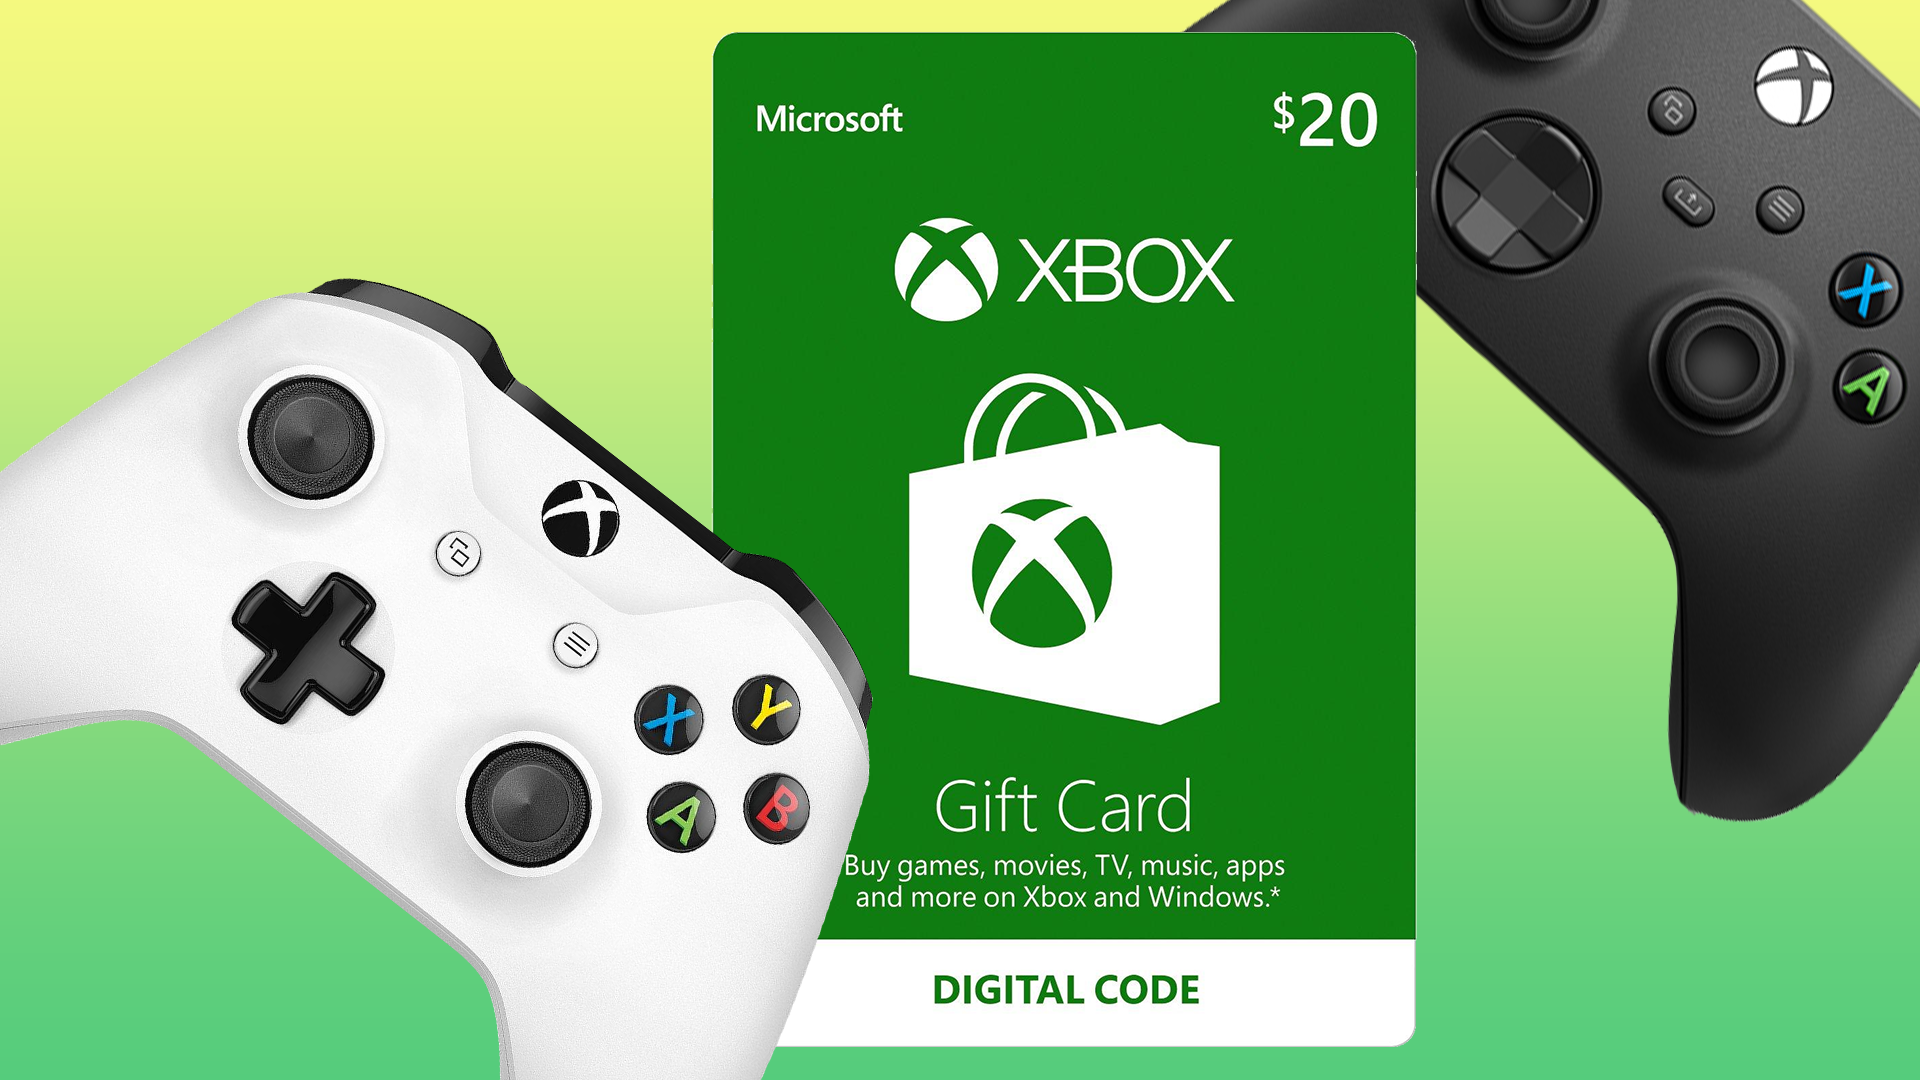 Microsoft
$20
XBOX
Gift Card
Buy games, movies, TV, music, apps
and more on Xbox and Windows.*
DIGITAL CODE
X
Y
A
B
X
A